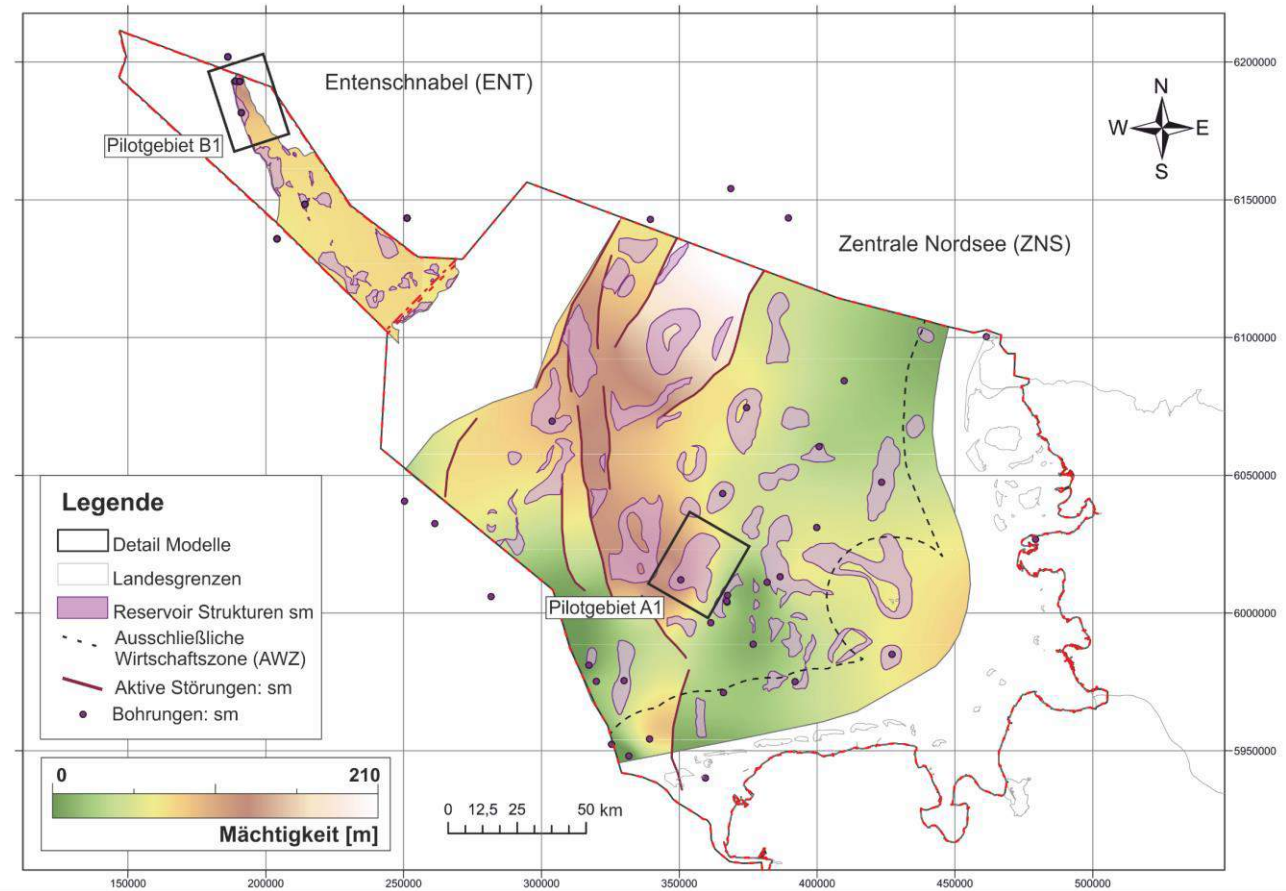 Entenschnabel (ENT)
Pilotgebiet B1
Zentrale Nordsee (ZNS)
N
W E
S
6200000
6150000
6100000
6050000
6000000
5950000
Pilotgebiet A1
Legende
Detail Modelle
Landesgrenzen
Reservoir Strukturen sm
Ausschließliche
Wirtschaftszone (AWZ)
Aktive Störungen: sm
Bohrungen: sm
0 210
Mächtigkeit [m]
0 12,5 25 50 km
150000 200000 250000 300000 350000 400000 450000 500000